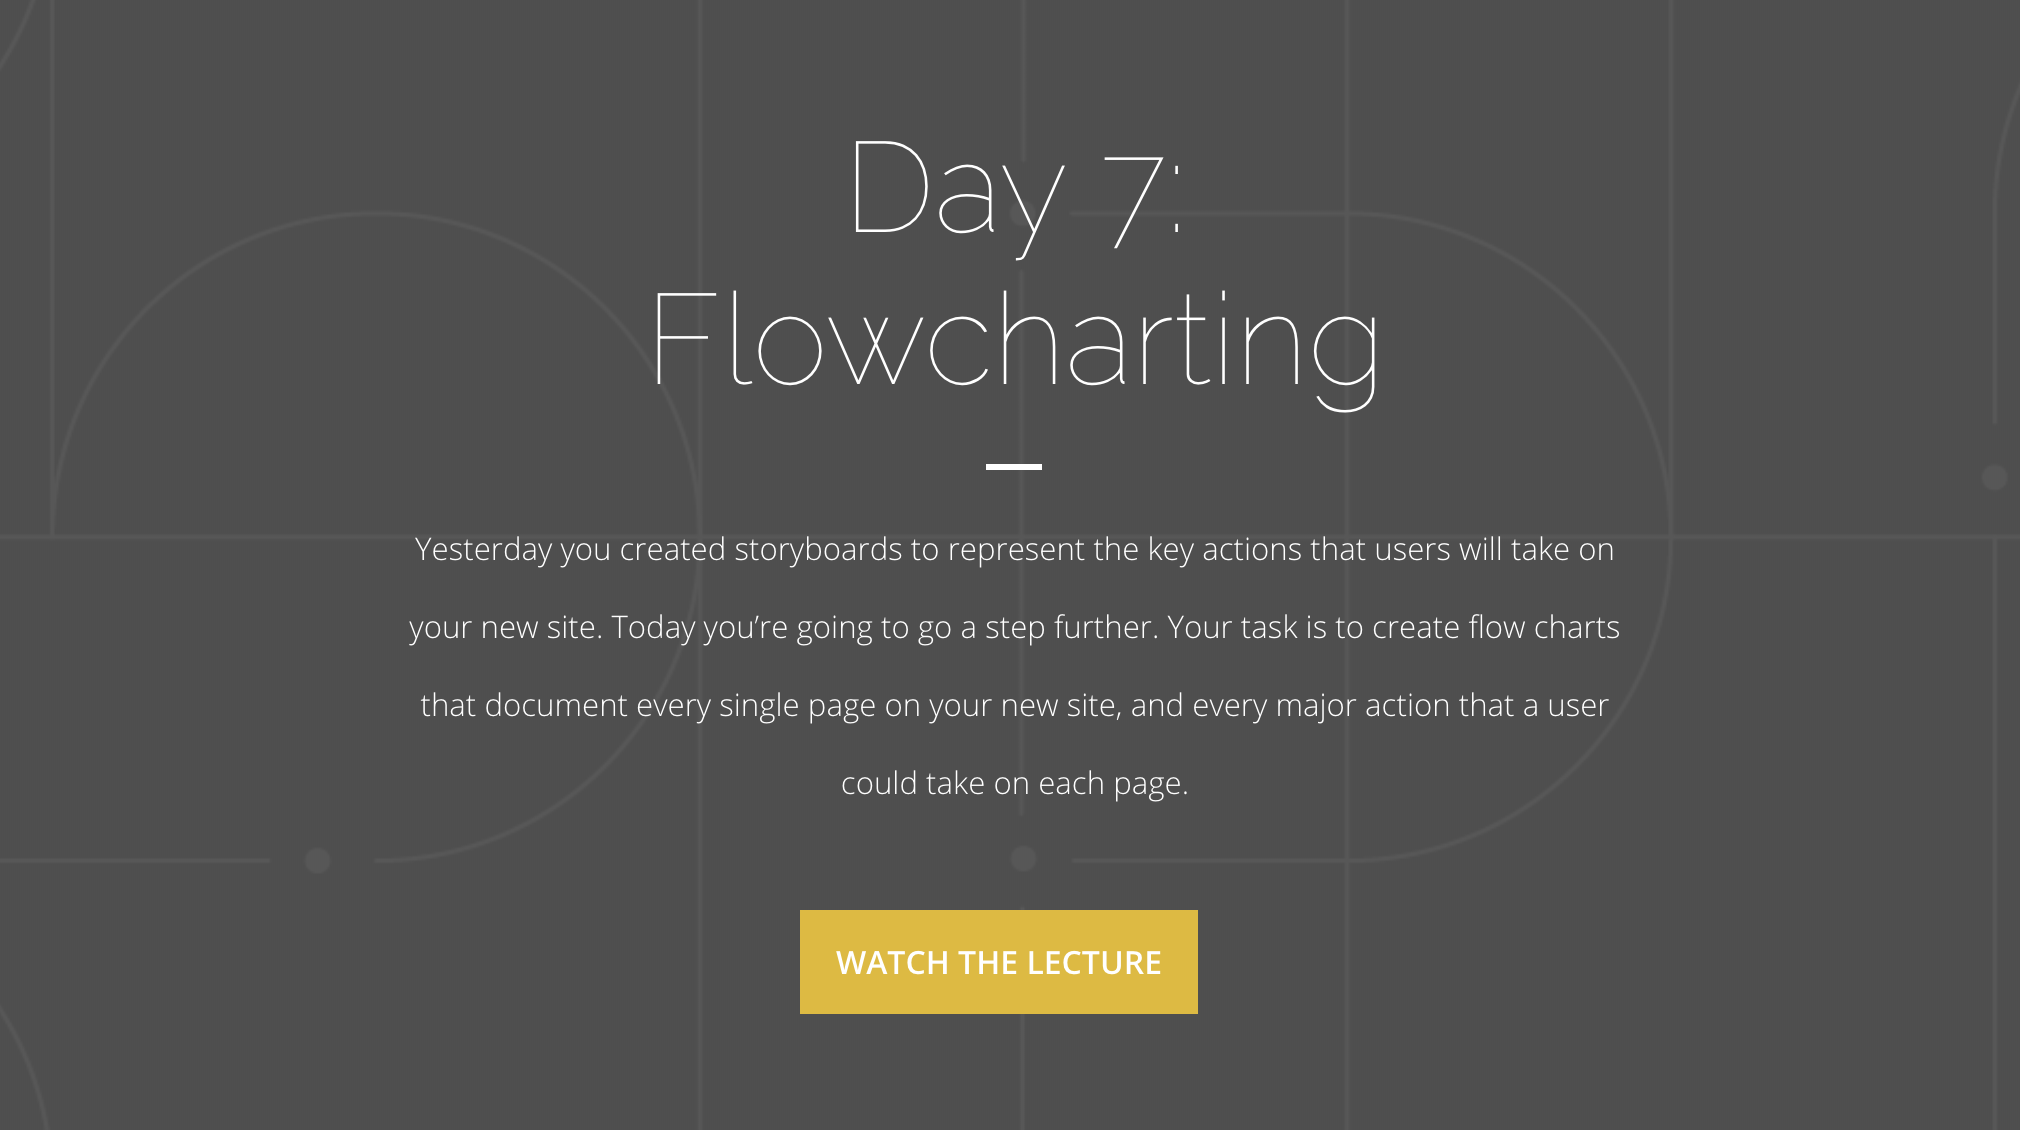 Day 7:
Flowcharting
Yesterday you created storyboards to represent the key actions that users will take on
your new site. Today you’re going to go a step further. Your task is to create flow charts
that document every single page on your new site, and every major action that a user
could take on each page.
WATCH THE LECTURE